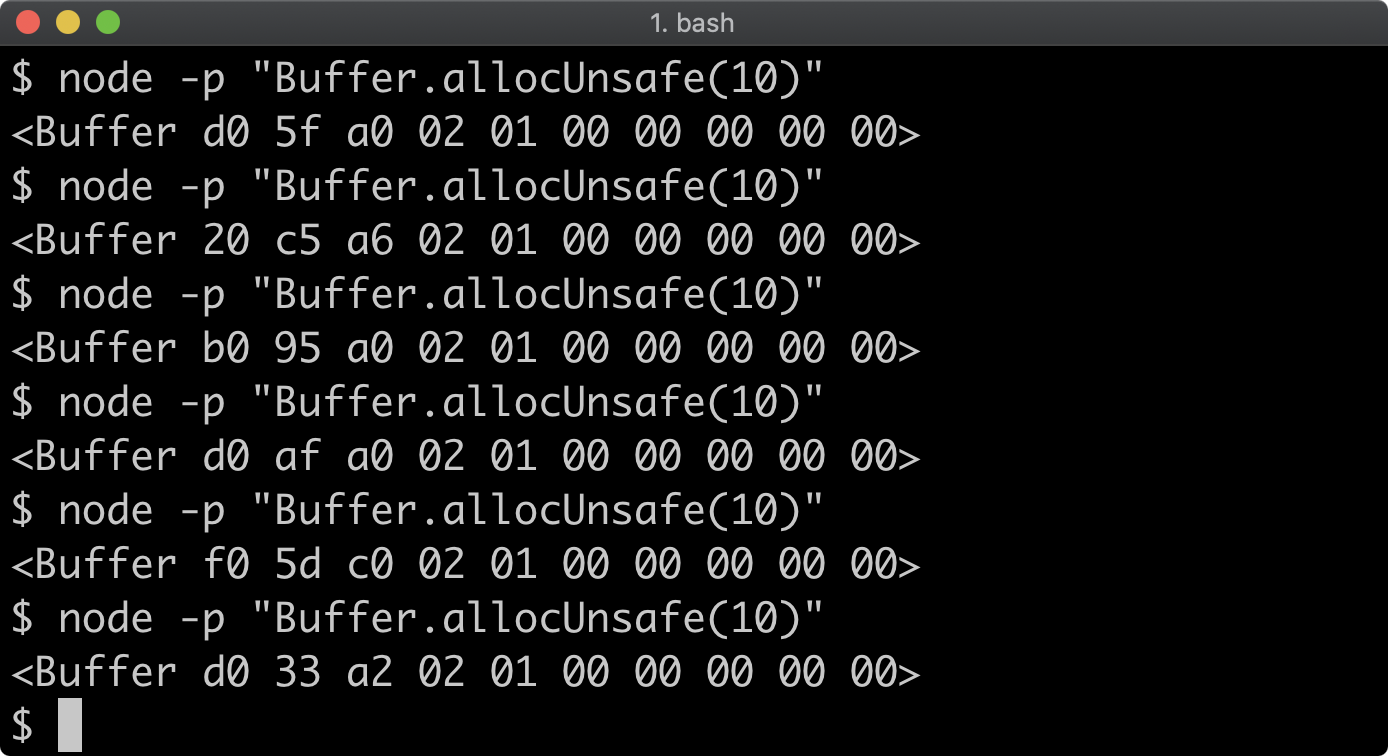 1. bash
$ node -p "Buffer.allocUnsafe(10)"
<Buffer d0 5f a0 02 01 00 00 00 00 00>
$ node -p "Buffer.allocUnsafe(10)"
<Buffer 20 c5 a6 02 01 00 00 00 00 00>
$ node -p "Buffer.allocUnsafe(10)"
<Buffer b0 95 a0 02 01 00 00 00 00 00>
$ node -p "Buffer.allocUnsafe(10)"
<Buffer d0 af a0 02 01 00 00 00 00 00>
$ node -p "Buffer.allocUnsafe(10)"
<Buffer f0 5d c0 02 01 00 00 00 00 00>
$ node -p "Buffer.allocUnsafe(10)"
<Buffer d0 33 a2 02 01 00 00 00 00 00>
$